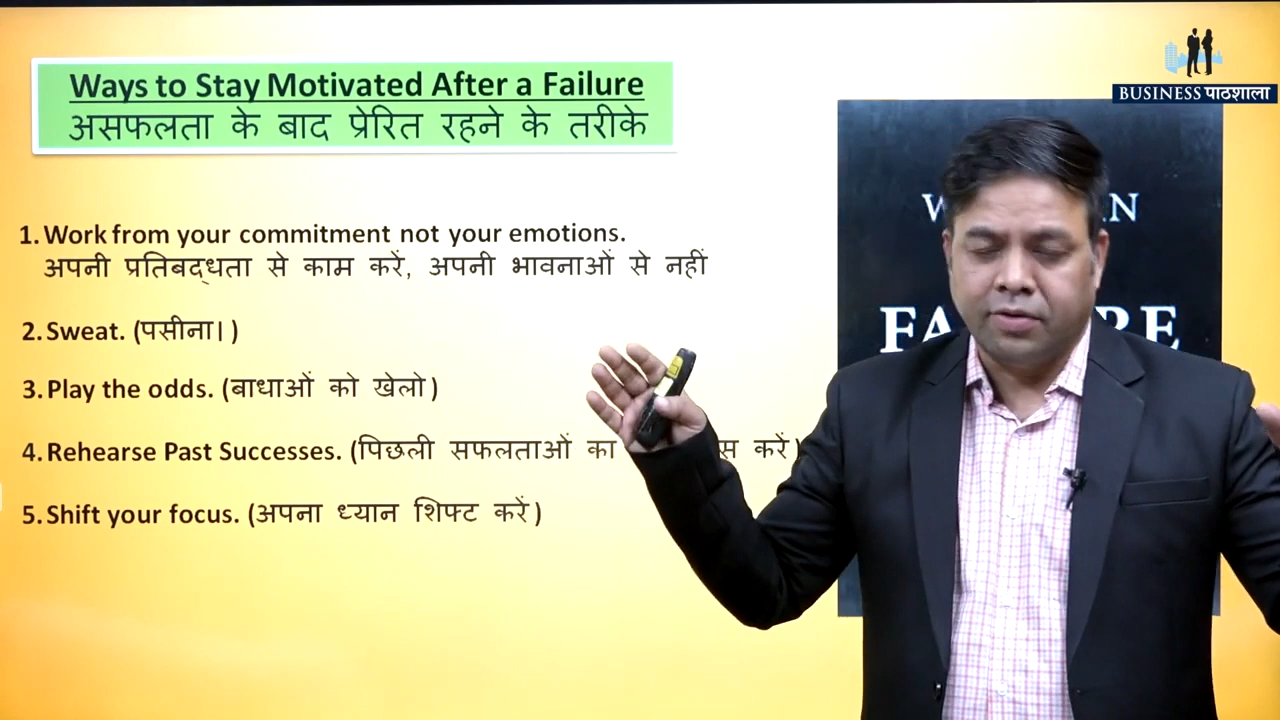 Ways to Stay Motivated After a Failure
असफलता के बाद प्रेरित रहने के तरीके
1. Work from your commitment not your emotions.
अपनी प्रतिबद्धता से काम करें, अपनी भावनाओं से नहीं
2. Sweat. (पसीना। )
3. Play the odds. (बाधाओं को खेलो)
4. Rehearse Past Successes. (पिछली सफलताओं का करें )
5. Shift your focus. (अपना ध्यान शिफ्ट करें)
BUSINESS पाठशाला